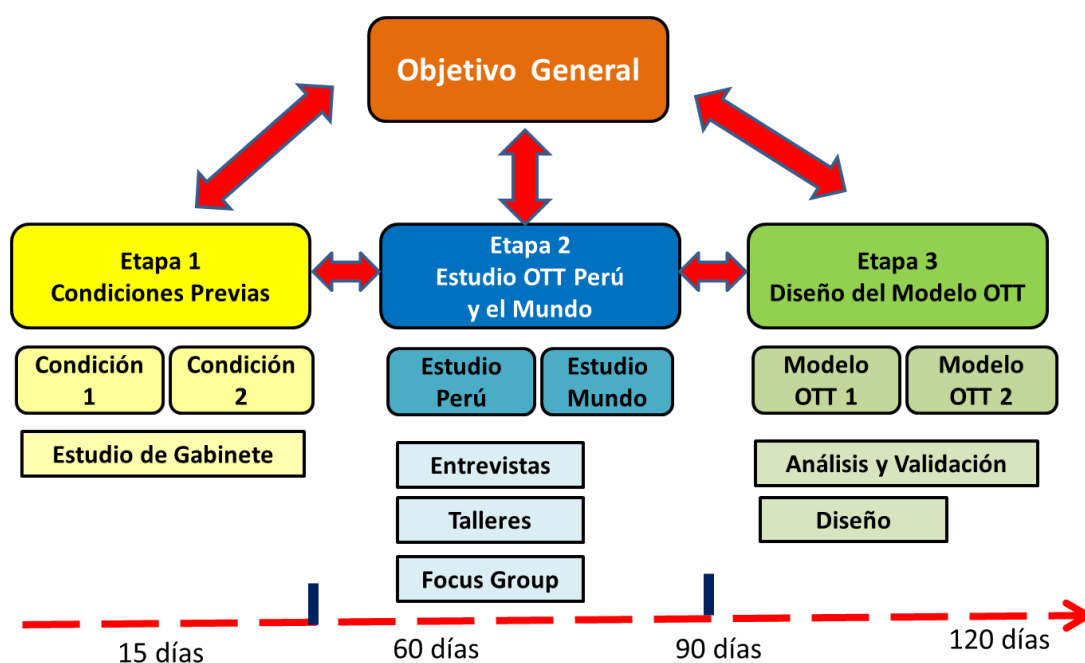 Objetivo General
Etapa 1
Condiciones Previas
Etapa 2
Estudio OTT Perú
y el Mundo
Etapa 3
Diseño del Modelo OTT
Condición
1
Condición
2
Estudio
Perú
Estudio
Mundo
Modelo
OTT 1
Modelo
OTT 2
Estudio de Gabinete
Entrevistas
Talleres
Focus Group
Análisis y Validación
Diseño
15 días
60 días
90 días
120 días